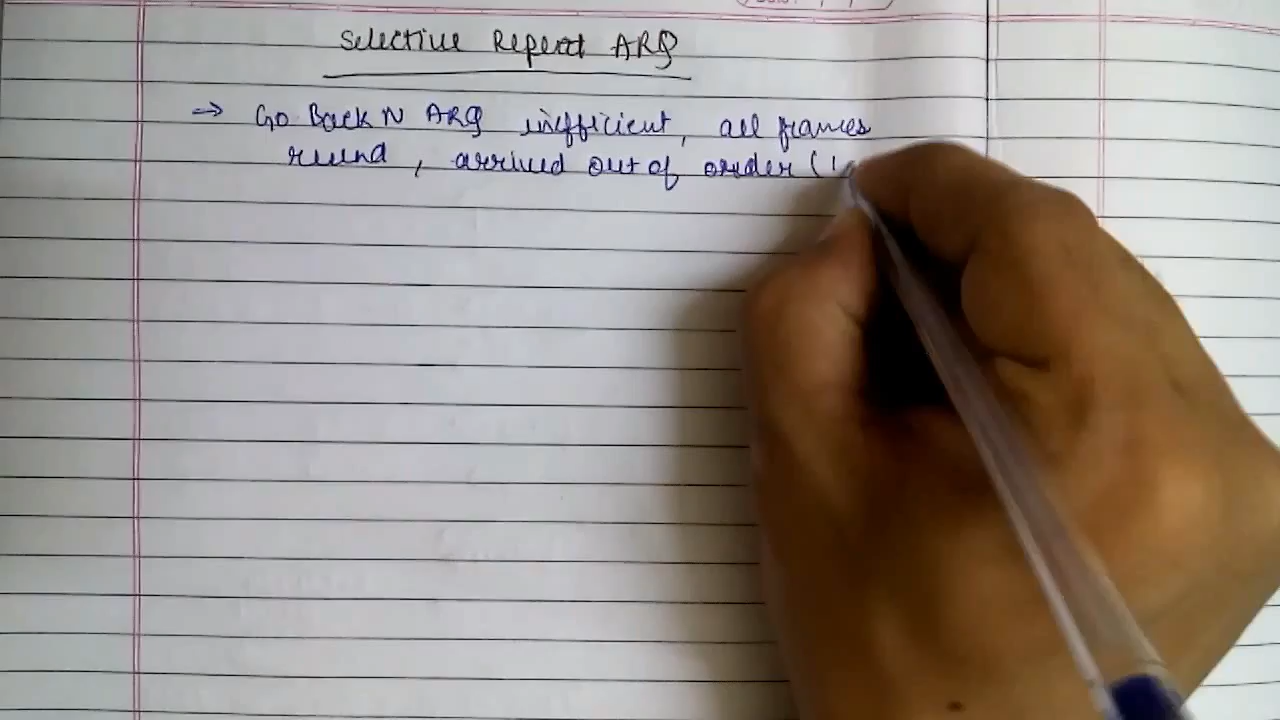 Selective Repeat ARQ
→ Go Back N ARQ inefficient, all frames
resend, arrived out of order (